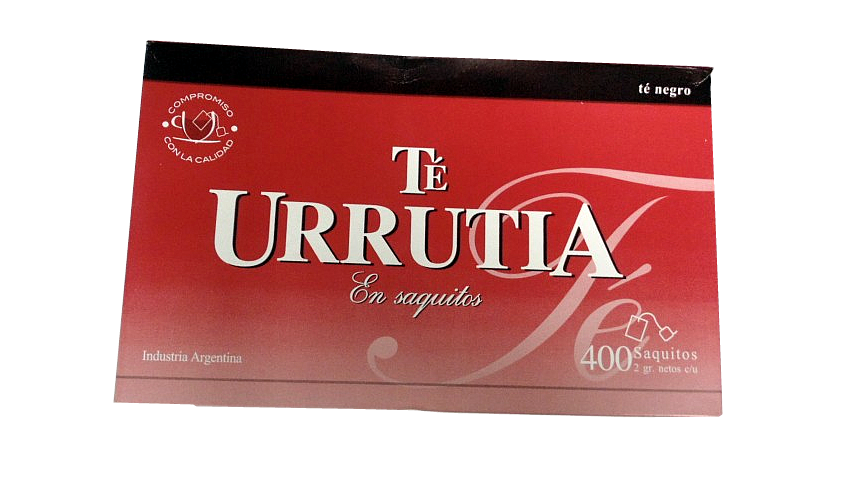 té negro
COMPROMISO
CON LA CALIDAD
TÉ
URRUTIA
En saquitos
Té
Industria Argentina
400 Saquitos
2 gr. netos c/u